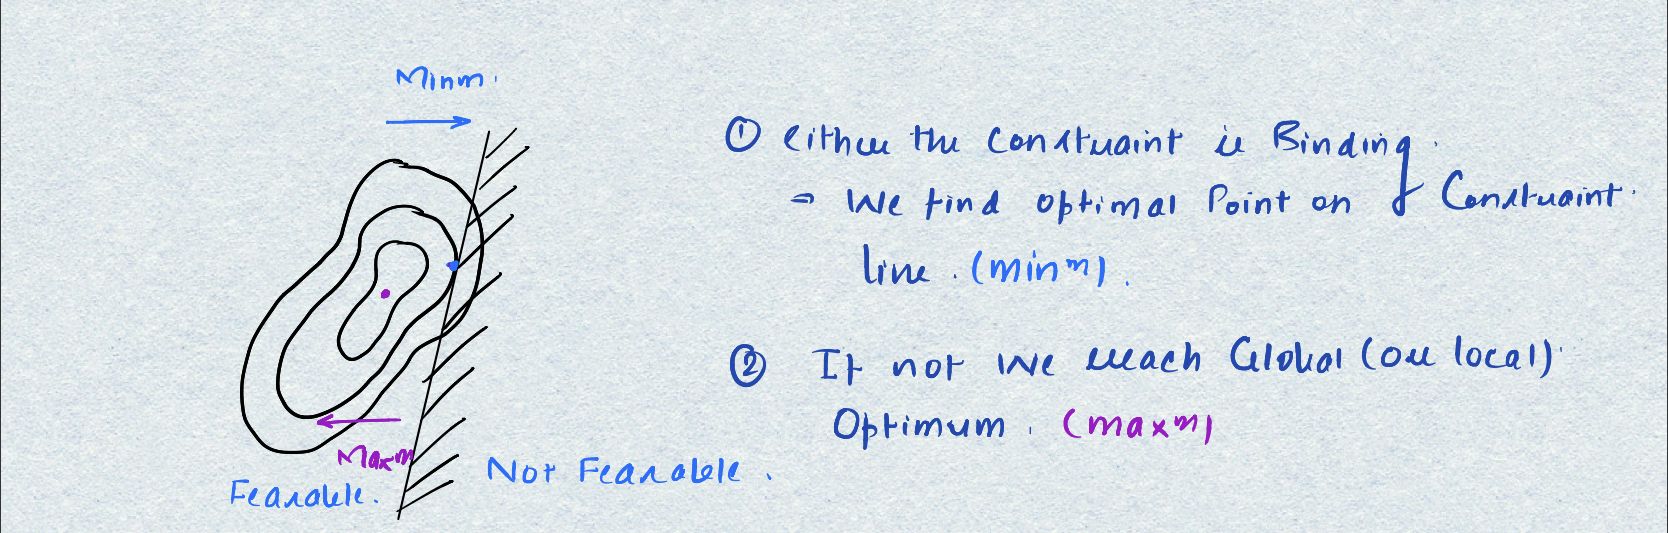 Minm.
① Either the Constraint is Binding.
→ We find optimal Point on Constraint
line. (minᵐ).
② If not we reach Global (or local)
Optimum. (maxᵐ)
Maxᵐ
Not Feasable.
Feasable.